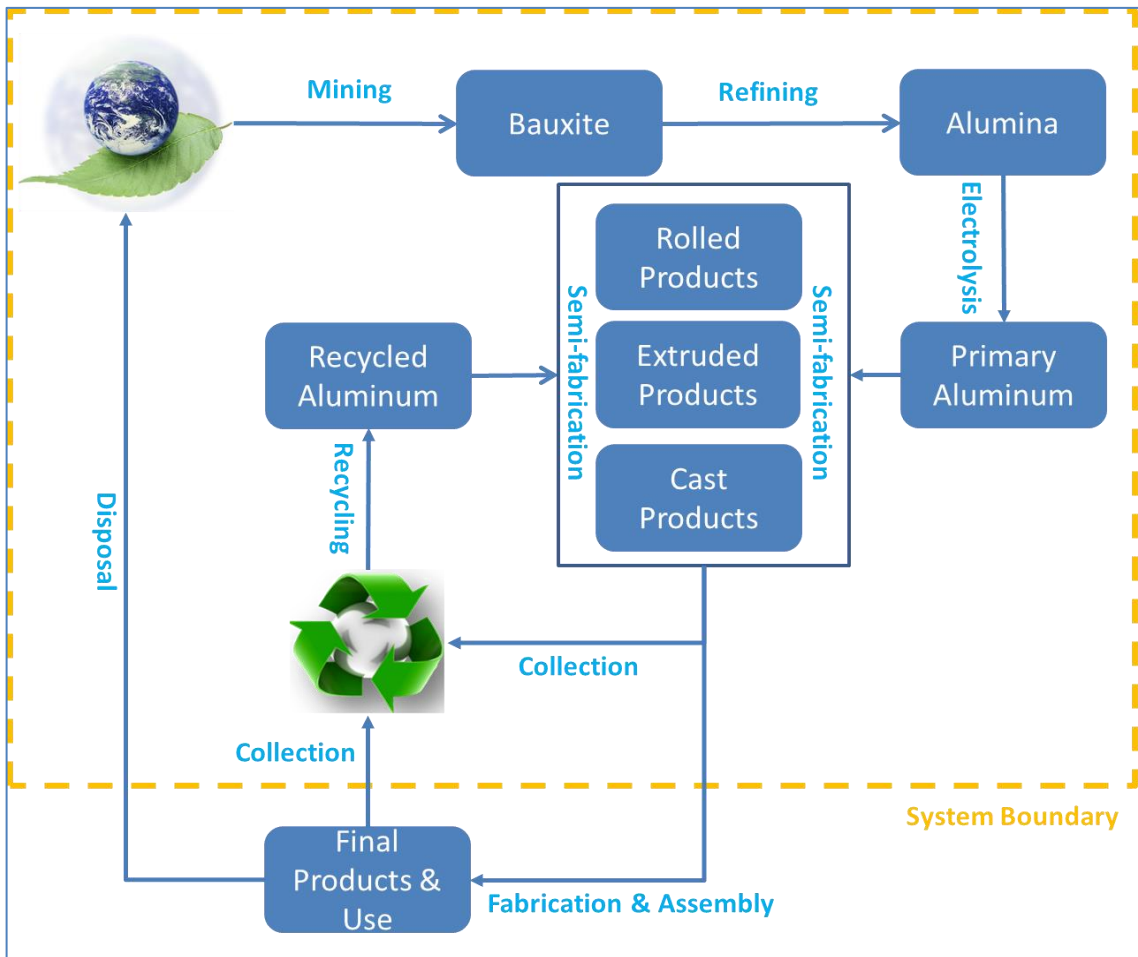 Mining
Bauxite
Refining
Alumina
Electrolysis
Rolled
Products
Semi-fabrication
Semi-fabrication
Recycled
Aluminum
Extruded
Products
Primary
Aluminum
Recycling
Cast
Products
Disposal
Collection
Collection
System Boundary
Final
Products &
Use
Fabrication & Assembly